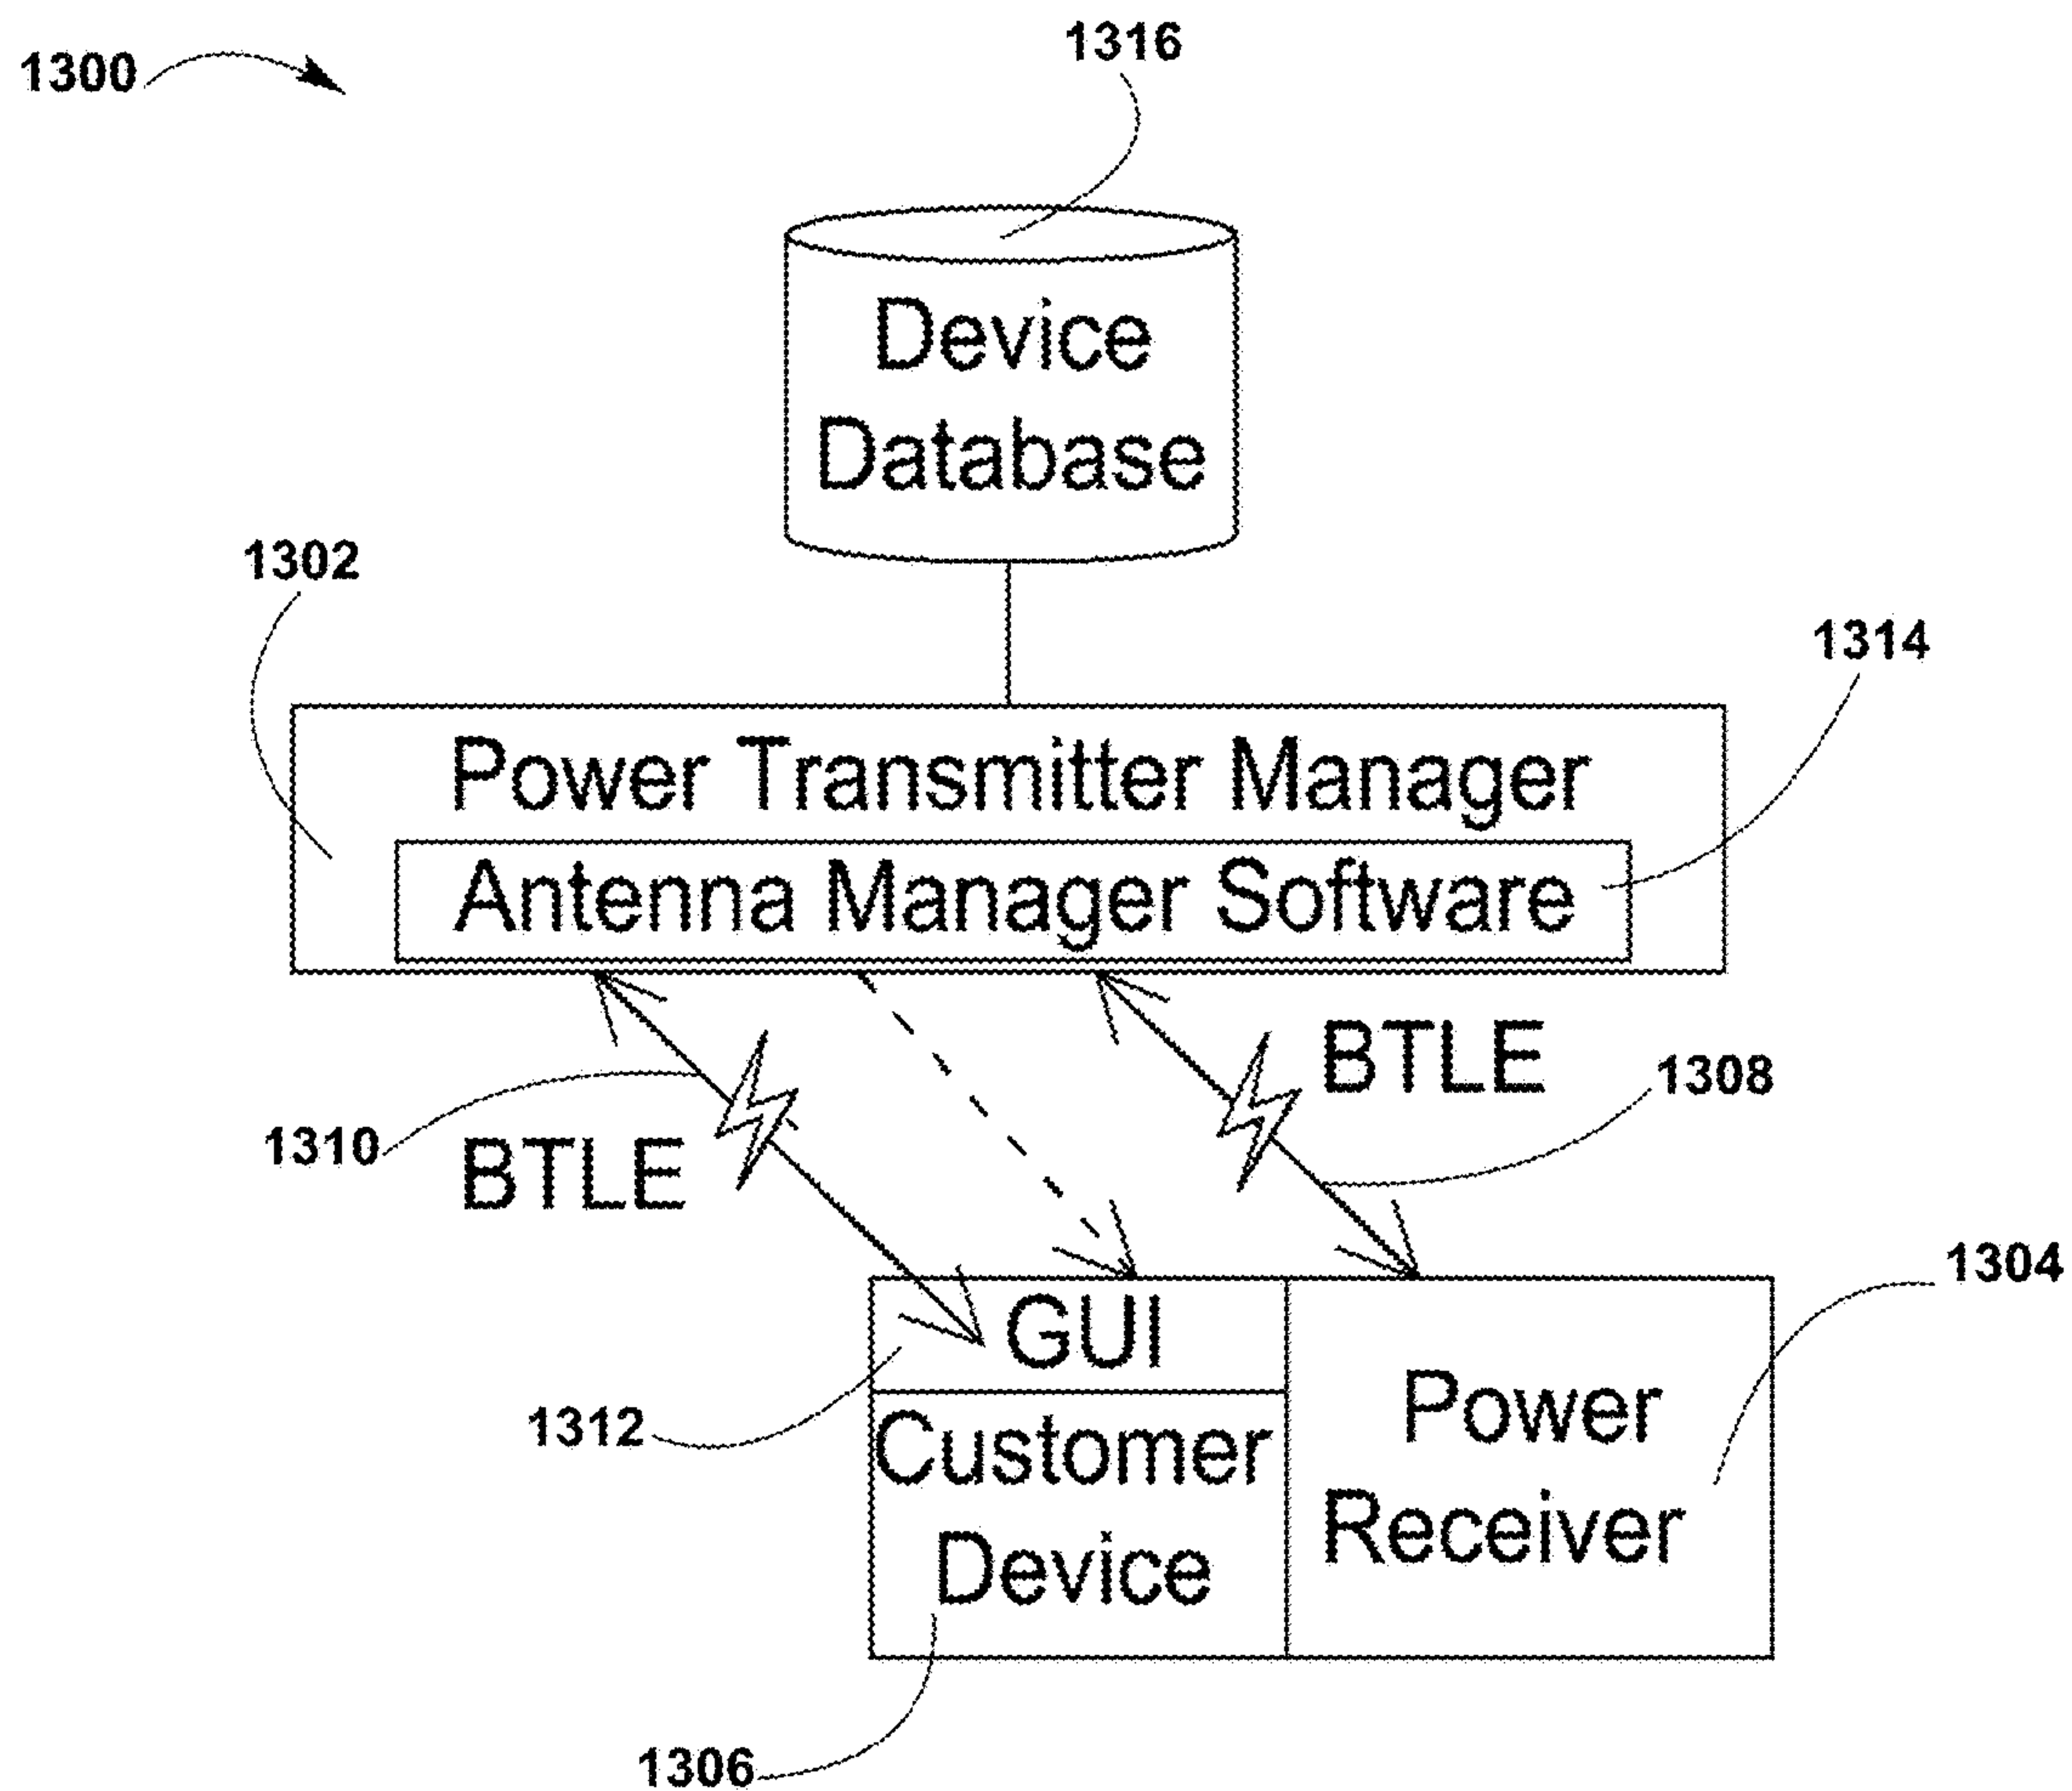 1300
1316
Device
Database
1302
1314
Power Transmitter Manager
Antenna Manager Software
BTLE
1308
1310
BTLE
1304
GUI
1312
Customer
Device
Power
Receiver
1306